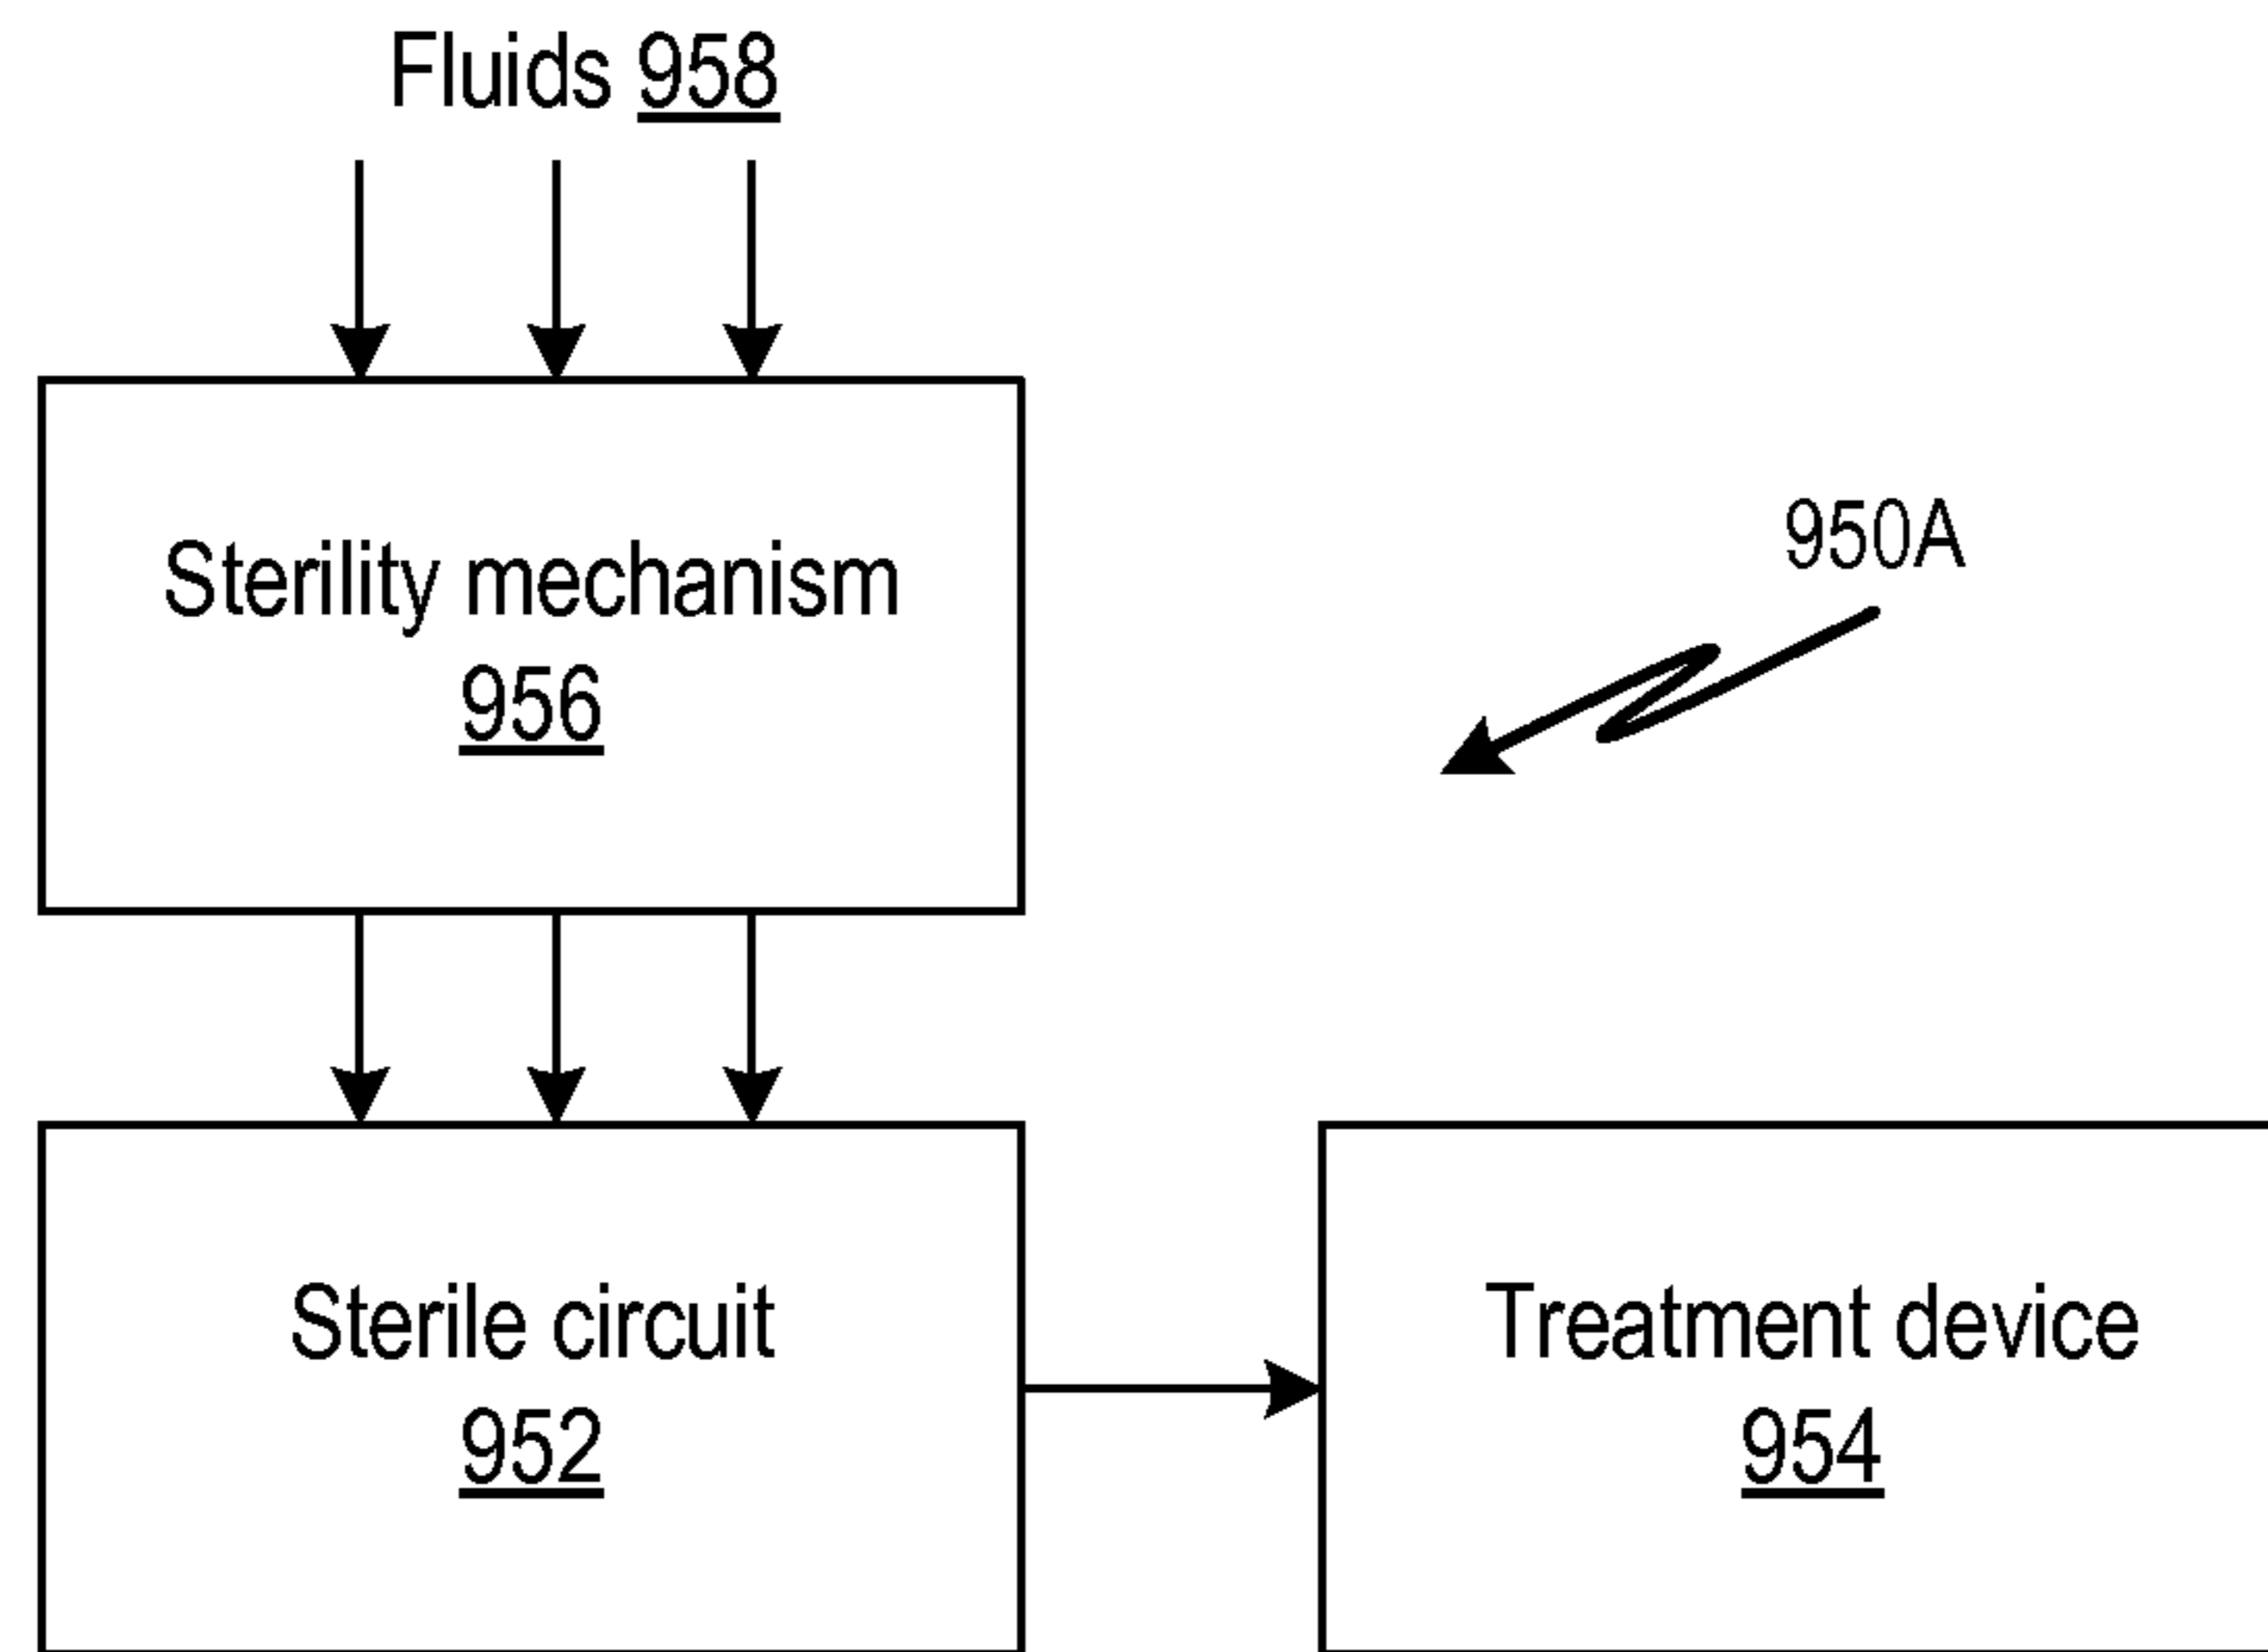 Fluids 958
Sterility mechanism
956
950A
Sterile circuit
952
Treatment device
954